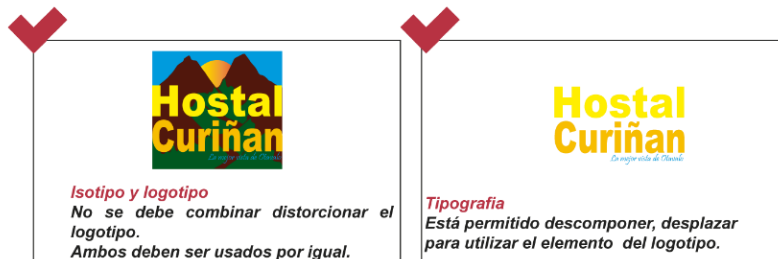 Hostal
Curiñan
La mejor vista de Otavalo
Isotipo y logotipo
No se debe combinar distorcionar el
logotipo.
Ambos deben ser usados por igual.
Hostal
Curiñan
La mejor vista de Otavalo
Tipografia
Está permitido descomponer, desplazar
para utilizar el elemento del logotipo.